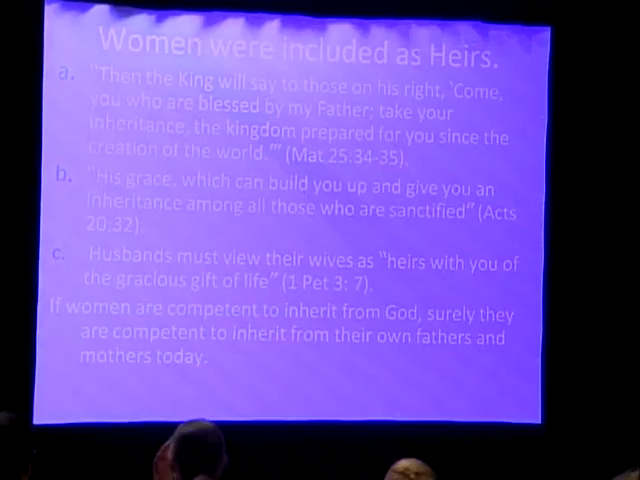 Women were included as Heirs.
a. "Then the King will say to those on his right, 'Come,
you who are blessed by my Father; take your
inheritance, the kingdom prepared for you since the
creation of the world.'" (Mat 25:34-35).
b. "His grace, which can build you up and give you an
inheritance among all those who are sanctified" (Acts
20:32).
c. Husbands must view their wives as "heirs with you of
the gracious gift of life" (1 Pet 3: 7).
If women are competent to inherit from God, surely they
are competent to inherit from their own fathers and
mothers today.